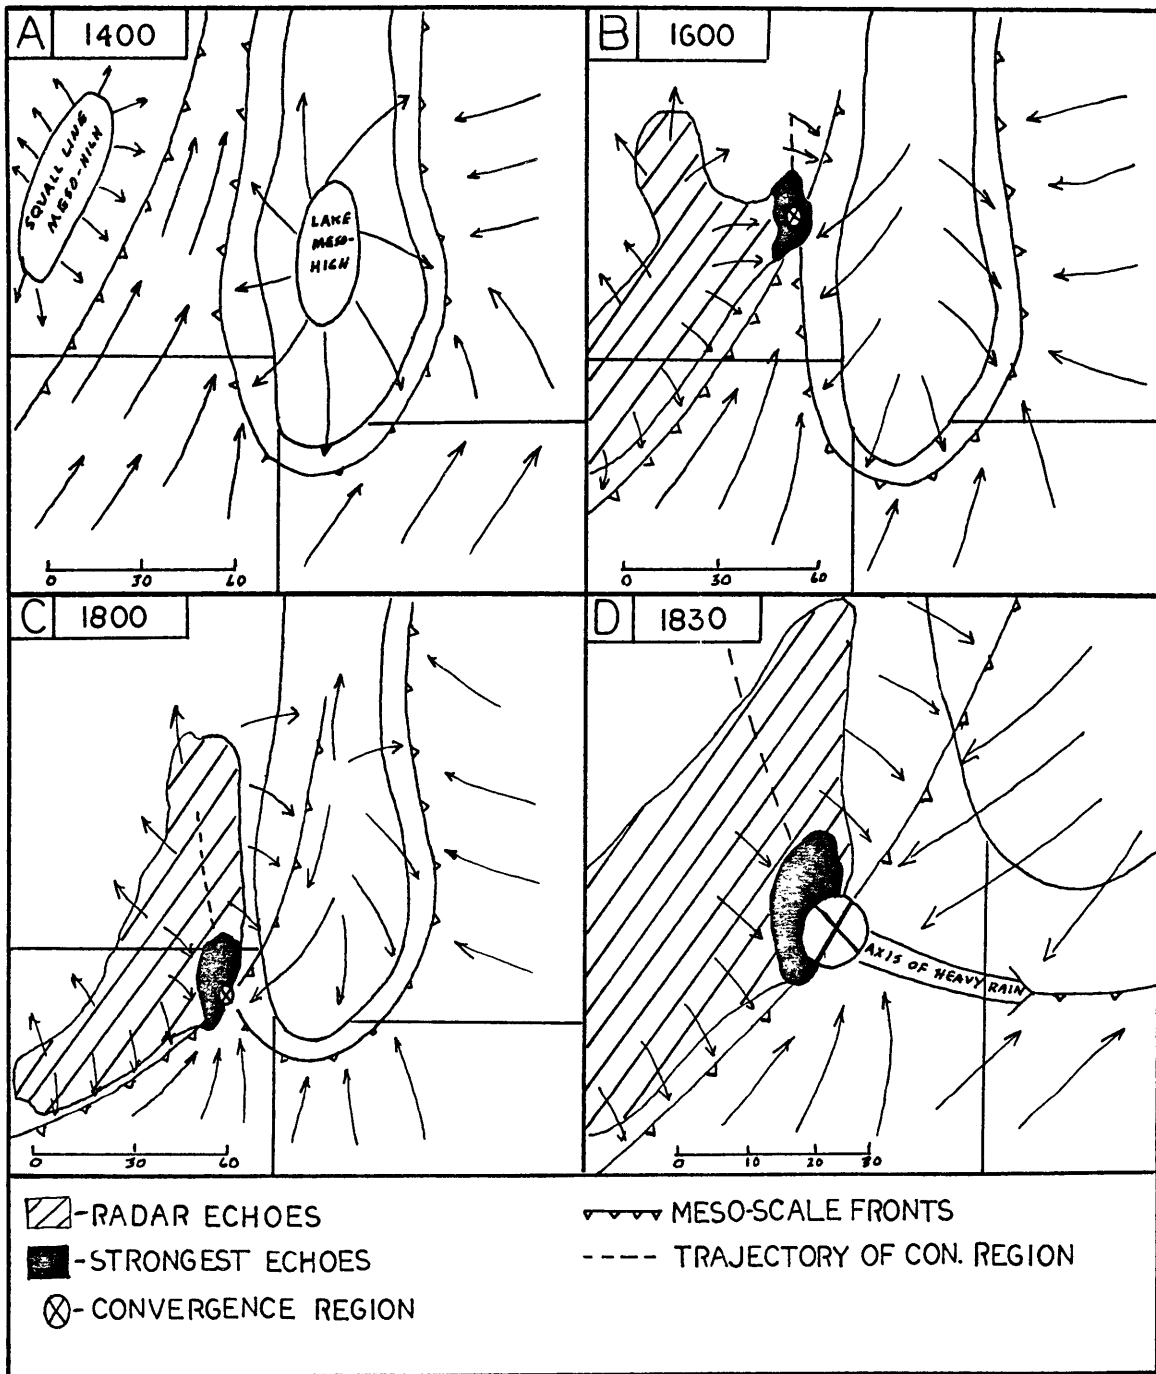 A 1400
SQUALL LINE
MESO-HIGH
LAKE
MESO-
HIGH
0 30 60
B 1600
0 30 60
C 1800
0 30 60
D 1830
AXIS OF HEAVY RAIN
0 10 20 30
-RADAR ECHOES
-STRONGEST ECHOES
-CONVERGENCE REGION
MESO-SCALE FRONTS
TRAJECTORY OF CON. REGION